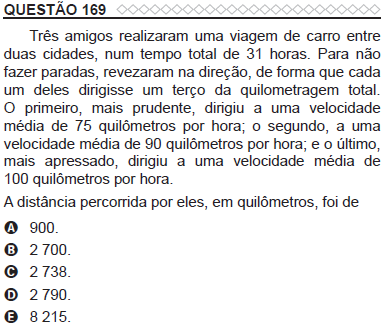 QUESTÃO 169
Três amigos realizaram uma viagem de carro entre
duas cidades, num tempo total de 31 horas. Para não
fazer paradas, revezaram na direção, de forma que cada
um deles dirigisse um terço da quilometragem total.
O primeiro, mais prudente, dirigiu a uma velocidade
média de 75 quilômetros por hora; o segundo, a uma
velocidade média de 90 quilômetros por hora; e o último,
mais apressado, dirigiu a uma velocidade média de
100 quilômetros por hora.
A distância percorrida por eles, em quilômetros, foi de
A 900.
B 2 700.
C 2 738.
D 2 790.
E 8 215.